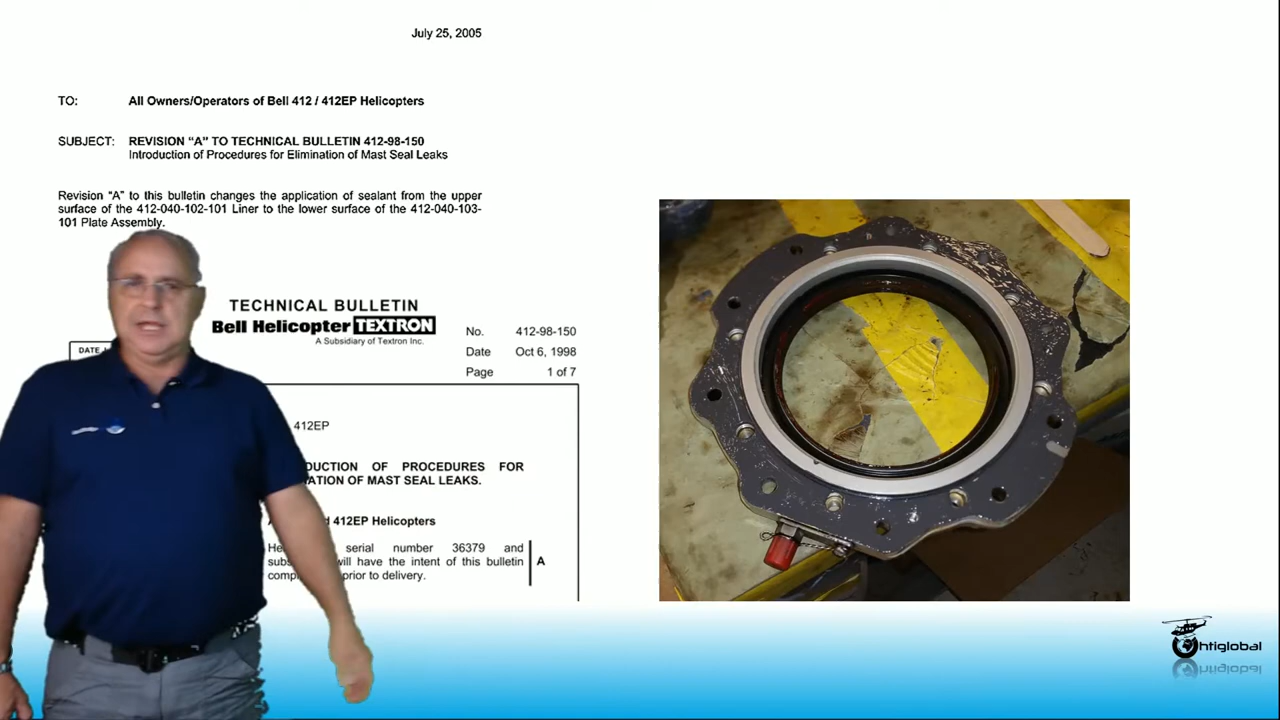 July 25, 2005
TO: All Owners/Operators of Bell 412 / 412EP Helicopters
SUBJECT: REVISION "A" TO TECHNICAL BULLETIN 412-98-150
Introduction of Procedures for Elimination of Mast Seal Leaks
Revision "A" to this bulletin changes the application of sealant from the upper
surface of the 412-040-102-101 Liner to the lower surface of the 412-040-103-
101 Plate Assembly.
TECHNICAL BULLETIN
Bell Helicopter TEXTRON
A Subsidiary of Textron Inc.
No. 412-98-150
Date Oct 6, 1998
Page 1 of 7
DATE
412EP
OF PROCEDURES FOR
OF MAST SEAL LEAKS.
412EP Helicopters
serial number 36379 and
will have the intent of this bulletin
prior to delivery.
A
htiglobal